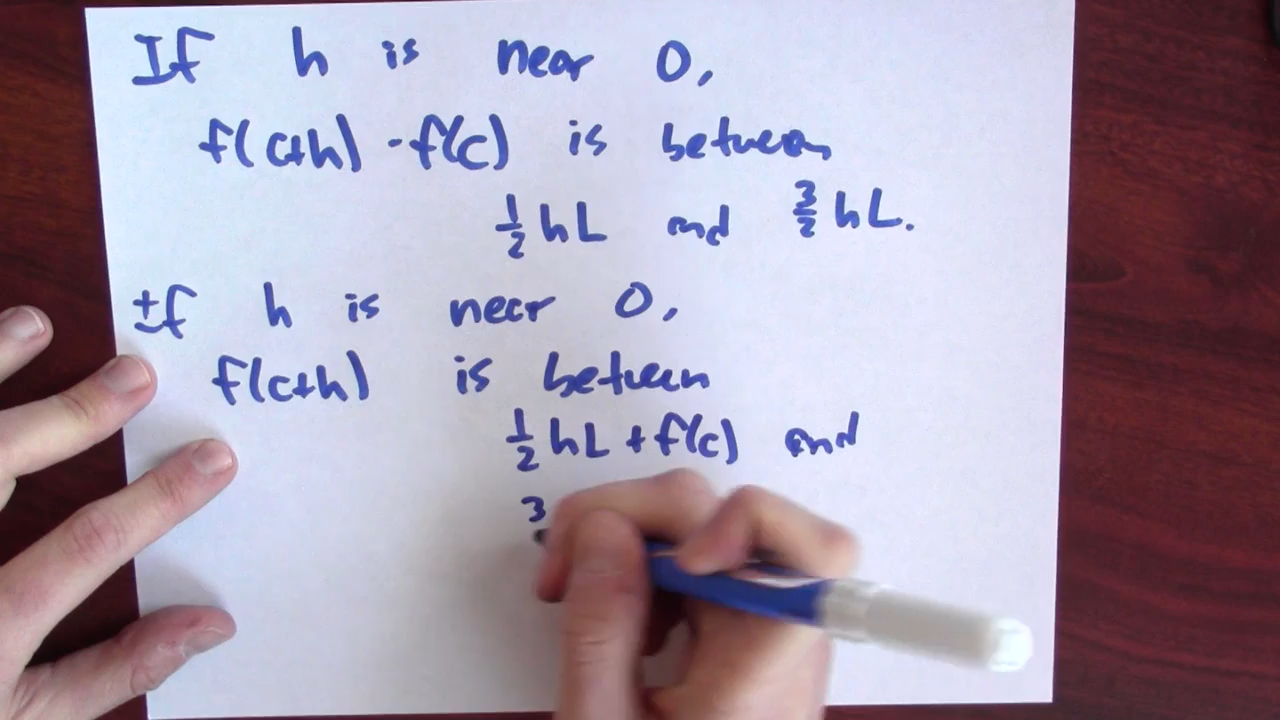 If h is near 0,
f(c+h) - f(c) is between
1/2 hL and 3/2 hL.
If h is near 0,
f(c+h) is between
1/2 hL + f(c) and
3